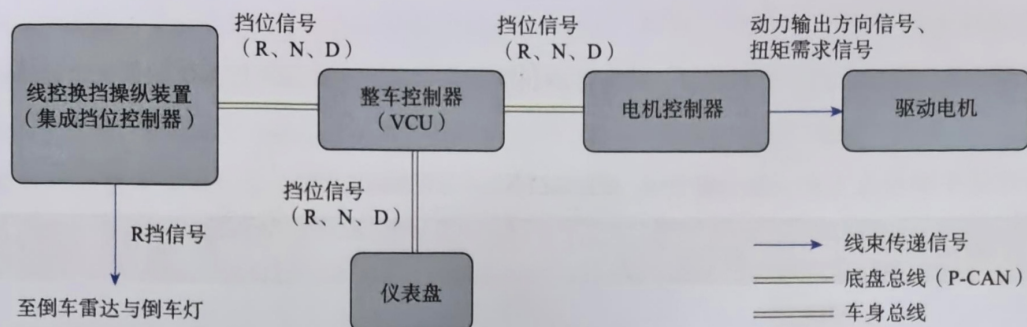 挡位信号
（R、N、D）
挡位信号
（R、N、D）
动力输出方向信号、
扭矩需求信号
线控换挡操纵装置
（集成挡位控制器）
整车控制器
（VCU）
电机控制器
驱动电机
挡位信号
（R、N、D）
R挡信号
至倒车雷达与倒车灯
仪表盘
线束传递信号
底盘总线（P-CAN）
车身总线